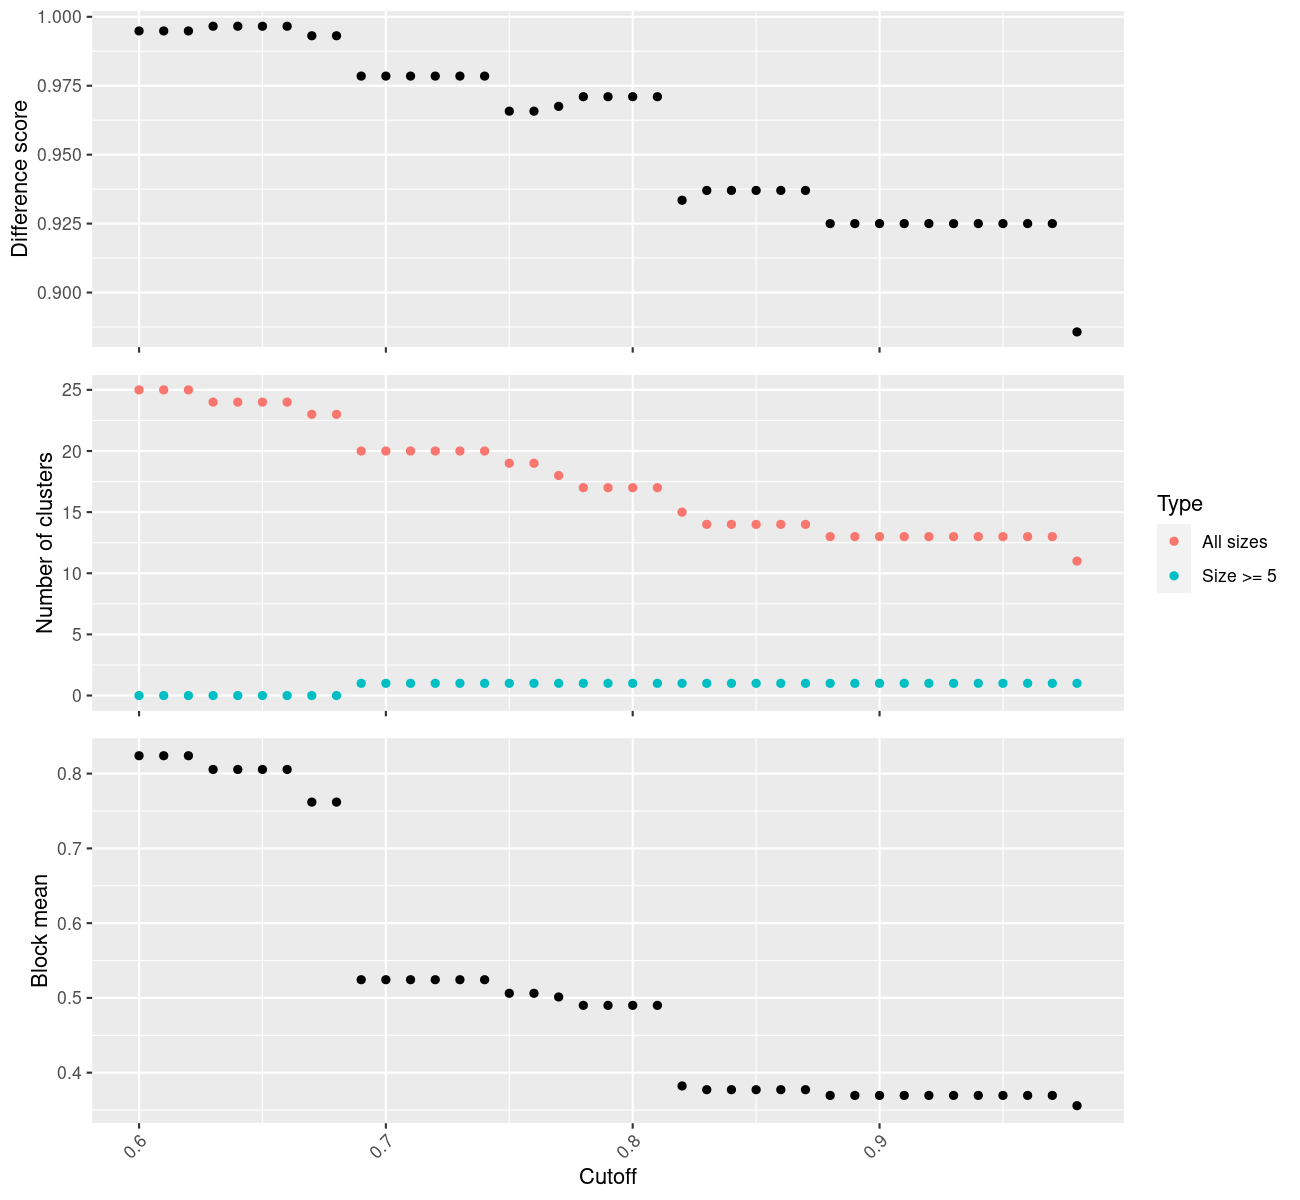 Difference score
1.000
0.975
0.950
0.925
0.900
Number of clusters
25
20
15
10
5
0
Type
All sizes
Size >= 5
Block mean
0.8
0.7
0.6
0.5
0.4
0.6 0.7 0.8 0.9
Cutoff